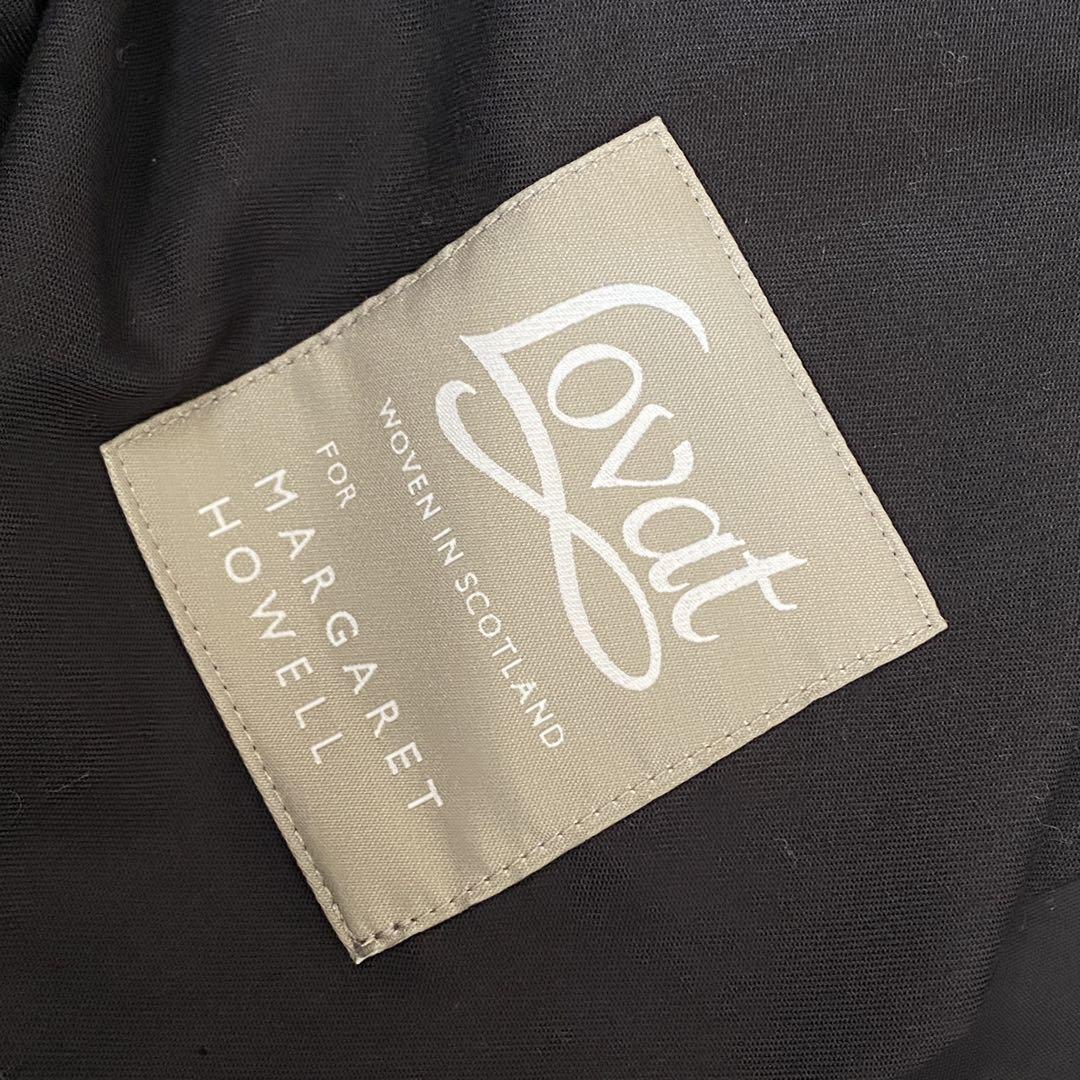 Lovat
WOVEN IN SCOTLAND
FOR
MARGARET
HOWELL